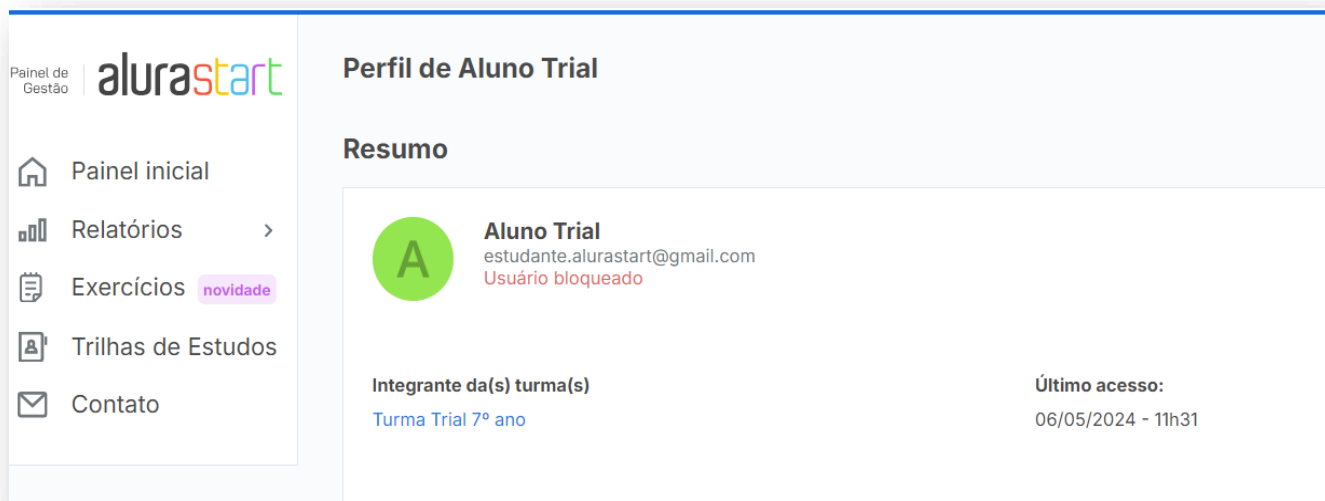 Painel de
Gestão
alurastart
Painel inicial
Relatórios
Exercícios novidade
Trilhas de Estudos
Contato
Perfil de Aluno Trial
Resumo
A
Aluno Trial
estudante.alurastart@gmail.com
Usuário bloqueado
Integrante da(s) turma(s)
Turma Trial 7º ano
Último acesso:
06/05/2024 - 11h31